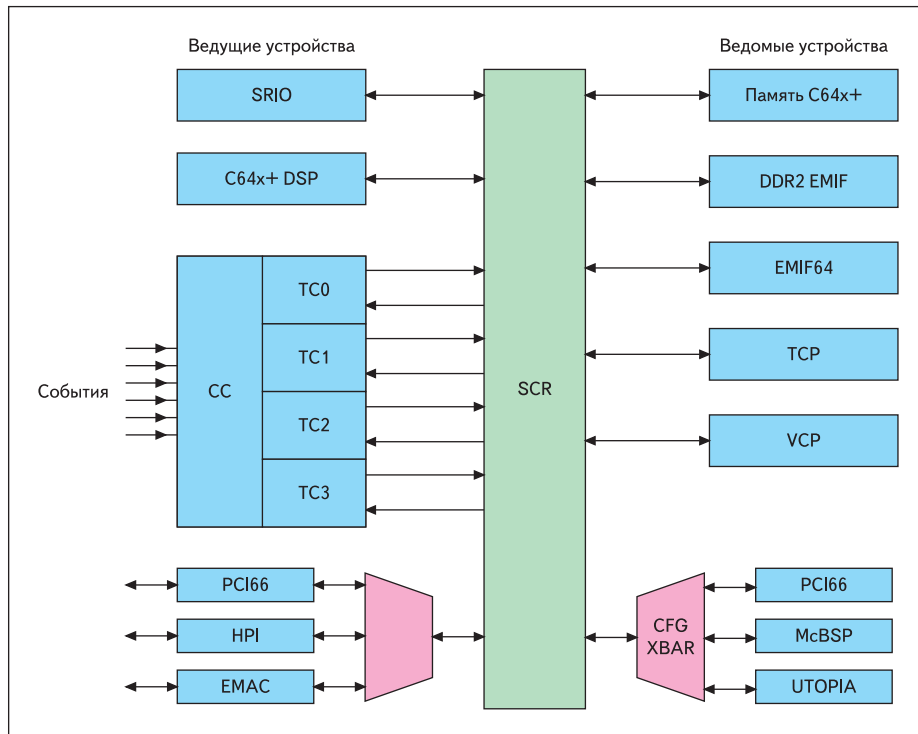 Ведущие устройства
Ведомые устройства
SRIO
Память C64x+
C64x+ DSP
DDR2 EMIF
EMIF64
TC0
TC1
TC2
TC3
CC
События
SCR
TCP
VCP
PCI66
HPI
EMAC
CFG
XBAR
PCI66
McBSP
UTOPIA